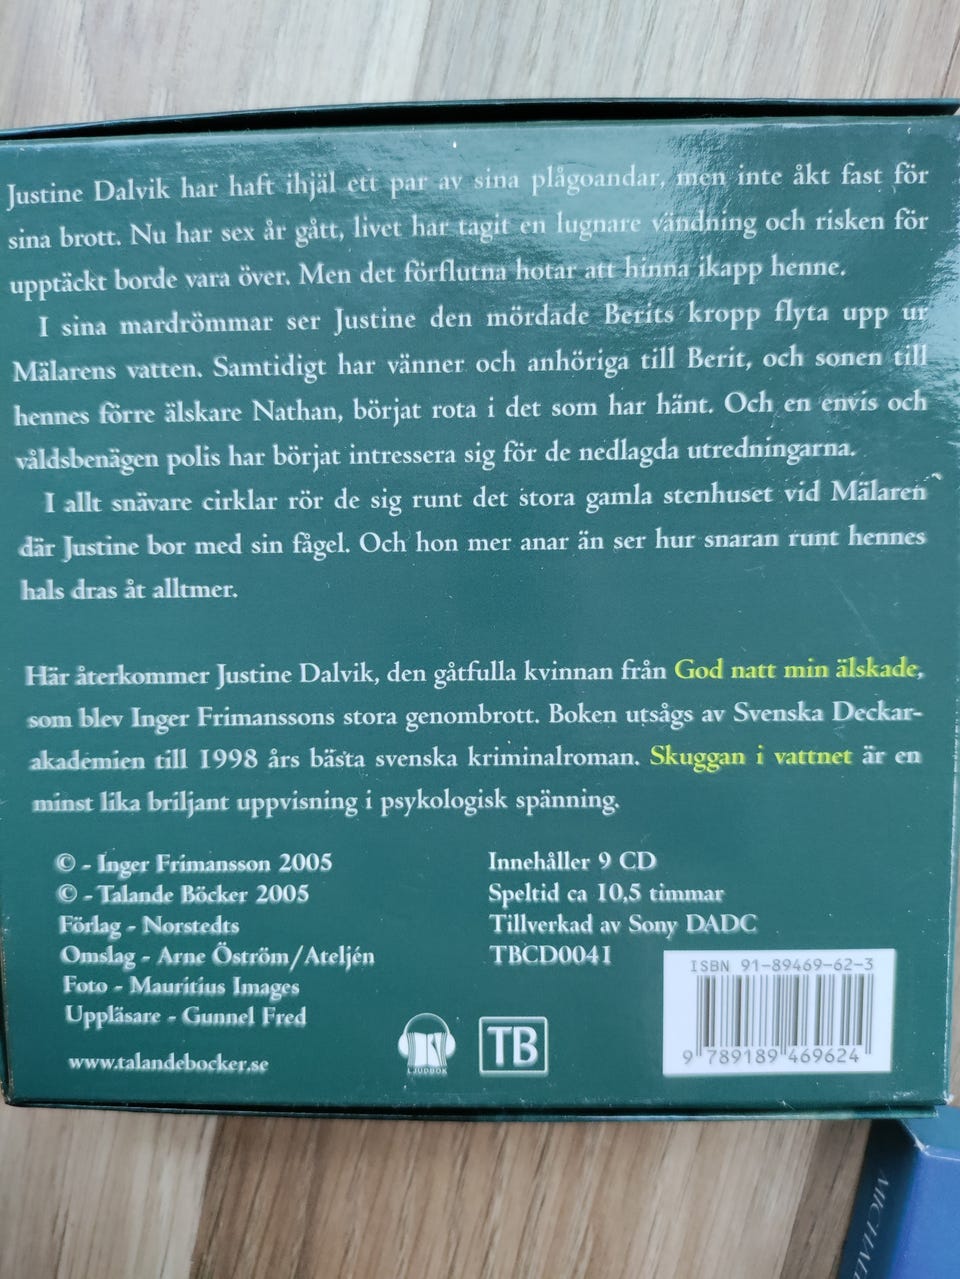 Justine Dalvik har haft ihjäl ett par av sina plågoandar, men inte åkt fast för
sina brott. Nu har sex år gått, livet har tagit en lugnare vändning och risken för
upptäckt borde vara över. Men det förflutna hotar att hinna ikapp henne.
I sina mardrömmar ser Justine den mördade Berits kropp flyta upp ur
Mälarens vatten. Samtidigt har vänner och anhöriga till Berit, och sonen till
hennes förre älskare Nathan, börjat rota i det som har hänt. Och en envis och
våldsbenägen polis har börjat intressera sig för de nedlagda utredningarna.
I allt snävare cirklar rör de sig runt det stora gamla stenhuset vid Mälaren
där Justine bor med sin fågel. Och hon mer anar än ser hur snaran runt hennes
hals dras åt alltmer.
Här återkommer Justine Dalvik, den gåtfulla kvinnan från God natt min älskade,
som blev Inger Frimanssons stora genombrott. Boken utsågs av Svenska Deckar-
akademien till 1998 års bästa svenska kriminalroman. Skuggan i vattnet är en
minst lika briljant uppvisning i psykologisk spänning.
© - Inger Frimansson 2005
© - Talande Böcker 2005
Förlag - Norstedts
Omslag - Arne Öström/Ateljén
Foto - Mauritius Images
Uppläsare - Gunnel Fred
www.talandebocker.se
Innehåller 9 CD
Speltid ca 10,5 timmar
Tillverkad av Sony DADC
TBCD0041
LJUDBOK
TB
ISBN 91-89469-62-3
9 789189 469624